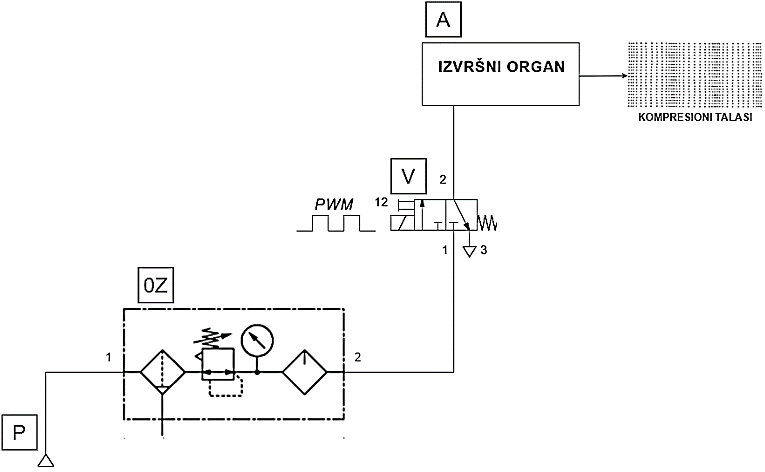 A
IZVRŠNI ORGAN
KOMPRESIONI TALASI
V
2
PWM
12
1
3
0Z
1
2
P